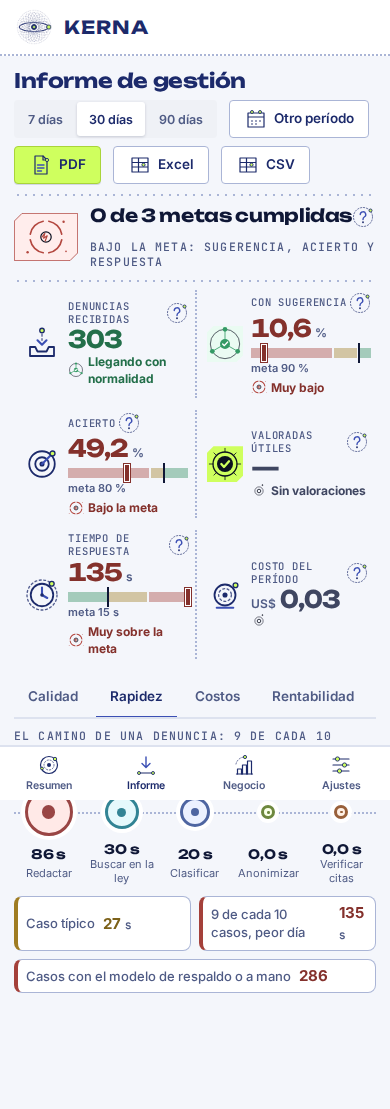 KERNA
Informe de gestión
7 días 30 días 90 días Otro período
PDF Excel CSV
0 de 3 metas cumplidas ?
BAJO LA META: SUGERENCIA, ACIERTO Y
RESPUESTA
DENUNCIAS
RECIBIDAS ?
303
Llegando con
normalidad
CON SUGERENCIA ?
10,6 %
meta 90 %
Muy bajo
ACIERTO ?
49,2 %
meta 80 %
Bajo la meta
VALORADAS
ÚTILES ?
—
Sin valoraciones
TIEMPO DE
RESPUESTA ?
135 s
meta 15 s
Muy sobre la
meta
COSTO DEL
PERÍODO ?
US$ 0,03
Calidad Rapidez Costos Rentabilidad
EL CAMINO DE UNA DENUNCIA: 9 DE CADA 10
Resumen Informe Negocio Ajustes
86 s
Redactar
30 s
Buscar en la
ley
20 s
Clasificar
0,0 s
Anonimizar
0,0 s
Verificar
citas
Caso típico 27 s
9 de cada 10
casos, peor día
135
s
Casos con el modelo de respaldo o a mano 286